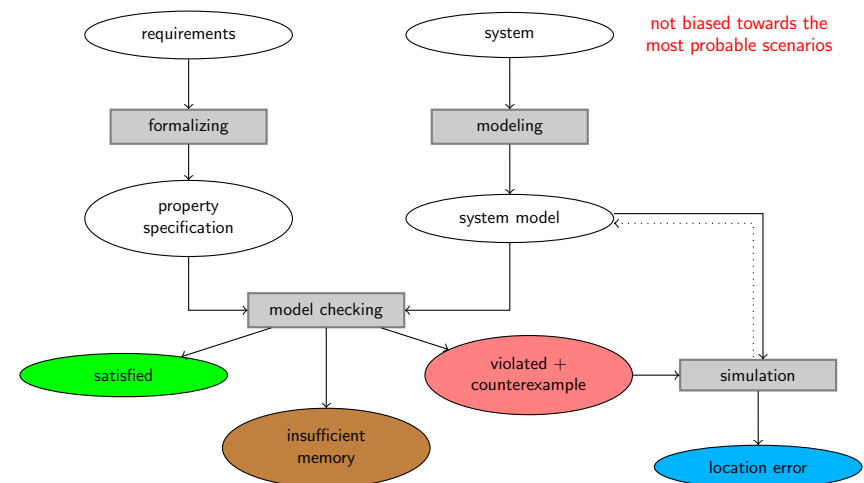 requirements
system
not biased towards the
most probable scenarios
formalizing
modeling
property
specification
system model
model checking
satisfied
violated +
counterexample
simulation
insufficient
memory
location error